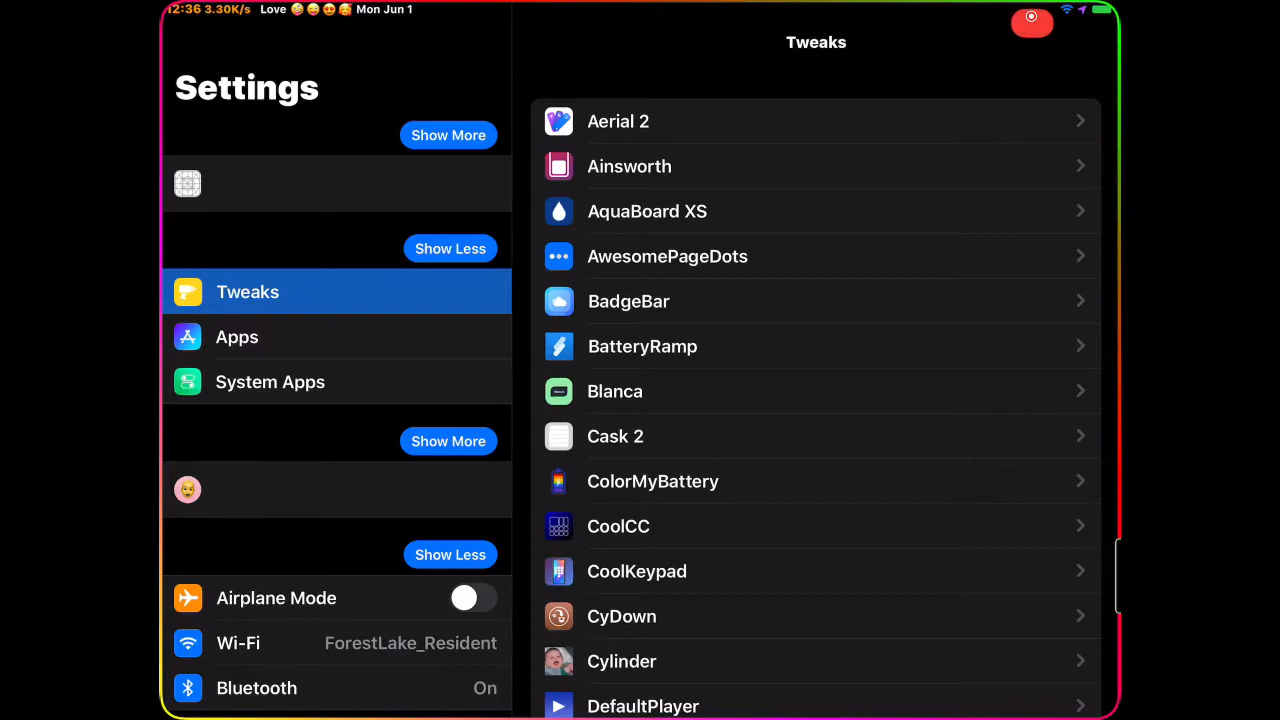 12:36 3.30K/s Love 🤪😄😍🥰 Mon Jun 1
Settings
Show More
Show Less
Tweaks
Apps
System Apps
Show More
Show Less
Airplane Mode
Wi-Fi ForestLake_Resident
Bluetooth On
Tweaks
Aerial 2
Ainsworth
AquaBoard XS
AwesomePageDots
BadgeBar
BatteryRamp
Blanca
Cask 2
ColorMyBattery
CoolCC
CoolKeypad
CyDown
Cylinder
DefaultPlayer